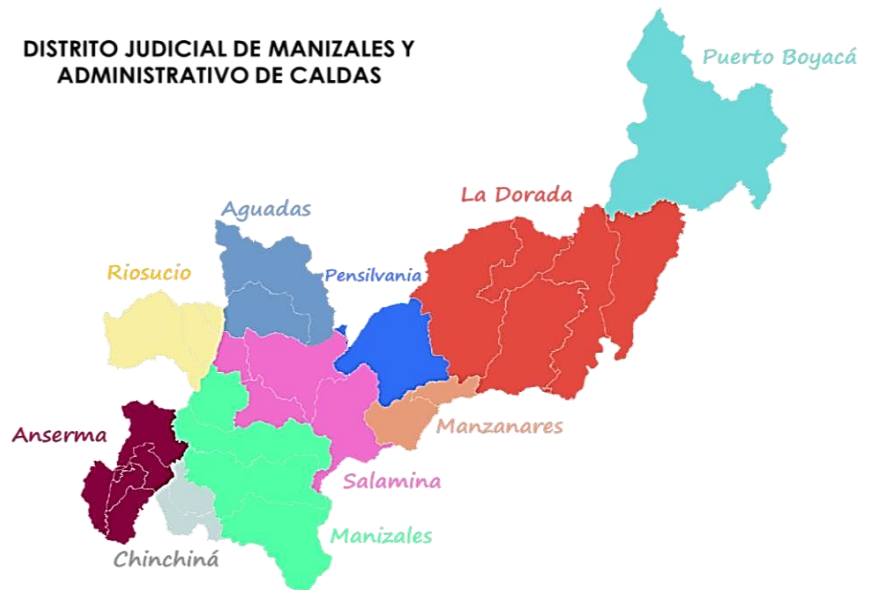 DISTRITO JUDICIAL DE MANIZALES Y
ADMINISTRATIVO DE CALDAS
Puerto Boyacá
La Dorada
Aguadas
Riosucio
Pensilvania
Anserma
Manzanares
Salamina
Manizales
Chinchiná